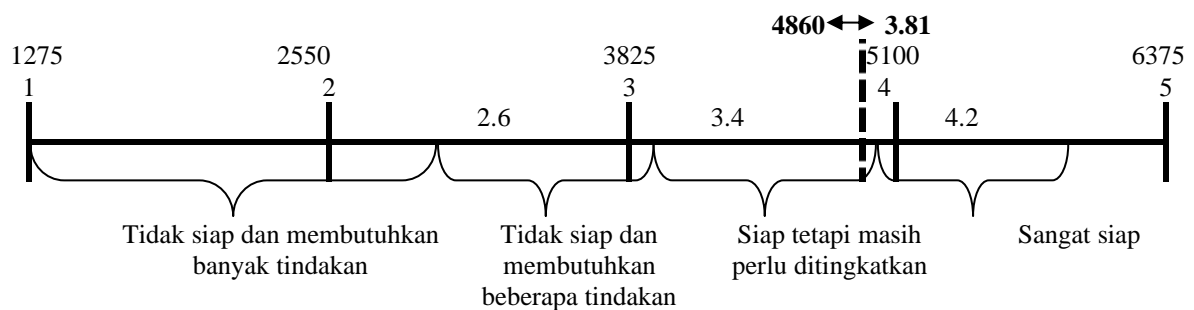 4860 3.81
1275 2550 3825 5100 6375
1 2 3 4 5
2.6 3.4 4.2
Tidak siap dan membutuhkan
banyak tindakan
Tidak siap dan
membutuhkan
beberapa tindakan
Siap tetapi masih
perlu ditingkatkan
Sangat siap